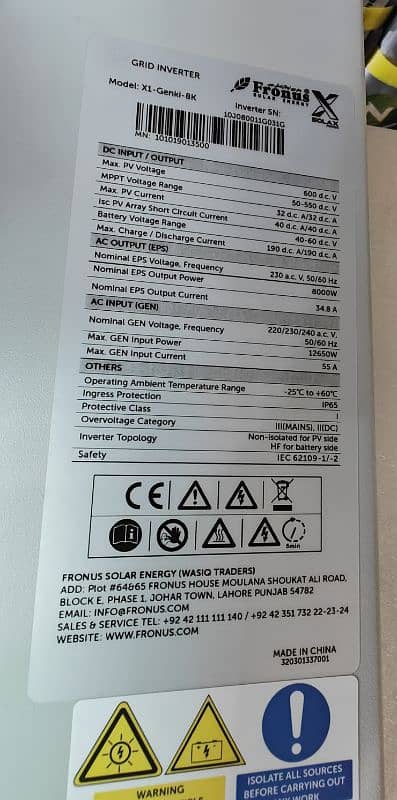 GRID INVERTER
Model: X1-Genki-8K
Fronus
SOLAR ENERGY
SOLAX
Inverter SN:
10J080011G031G
MN: 101019013500
DC INPUT / OUTPUT
Max. PV Voltage 600 d.c. V
MPPT Voltage Range 50-550 d.c. V
Max. PV Current 32 d.c. A/32 d.c. A
Isc PV Array Short Circuit Current 40 d.c. A/40 d.c. A
Battery Voltage Range 40-60 d.c. V
Max. Charge / Discharge Current 190 d.c. A/190 d.c. A
AC OUTPUT (EPS)
Nominal EPS Voltage, Frequency 230 a.c. V, 50/60 Hz
Nominal EPS Output Power 8000W
Nominal EPS Output Current 34.8 A
AC INPUT (GEN)
Nominal GEN Voltage, Frequency 220/230/240 a.c. V,
50/60 Hz
Max. GEN Input Power 12650W
Max. GEN Input Current 55 A
OTHERS
Operating Ambient Temperature Range -25°C to +60°C
Ingress Protection IP65
Protective Class I
Overvoltage Category III(MAINS), II(DC)
Inverter Topology Non-isolated for PV side
HF for battery side
Safety IEC 62109-1/-2
CE
5min
FRONUS SOLAR ENERGY (WASIQ TRADERS)
ADD: Plot #64&65 FRONUS HOUSE MOULANA SHOUKAT ALI ROAD,
BLOCK E, PHASE 1, JOHAR TOWN, LAHORE PUNJAB 54782
EMAIL: INFO@FRONUS.COM
SALES & SERVICE TEL: +92 42 111 111 140 / +92 42 351 732 22-23-24
WEBSITE: WWW.FRONUS.COM
MADE IN CHINA
320301337001
WARNING
WARNING
ISOLATE ALL SOURCES
BEFORE CARRYING OUT
ANY WORK